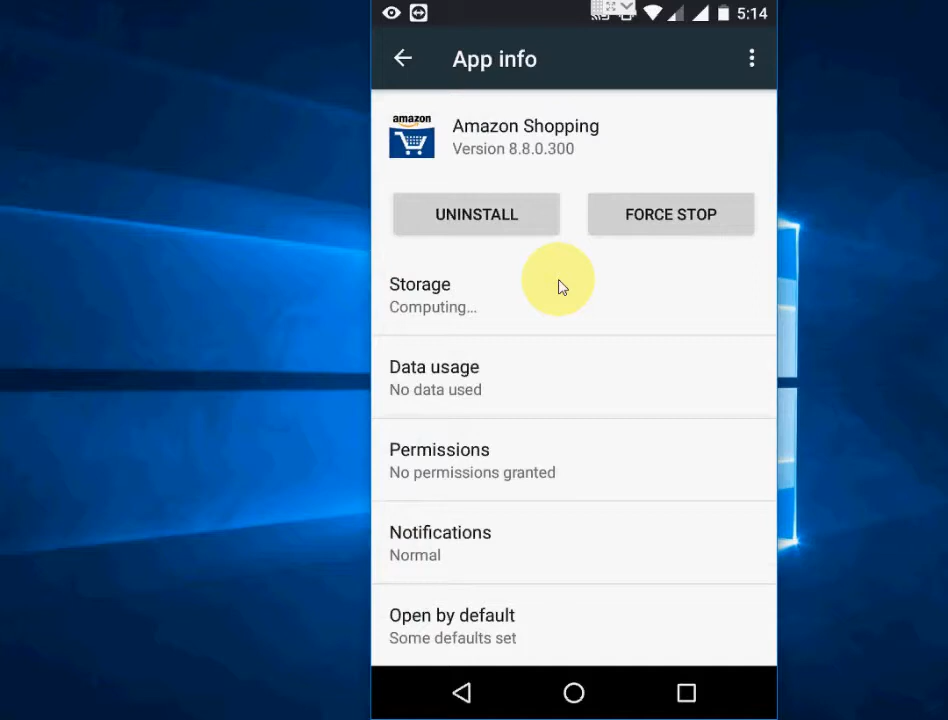 5:14
App info
amazon
Amazon Shopping
Version 8.8.0.300
UNINSTALL
FORCE STOP
Storage
Computing...
Data usage
No data used
Permissions
No permissions granted
Notifications
Normal
Open by default
Some defaults set